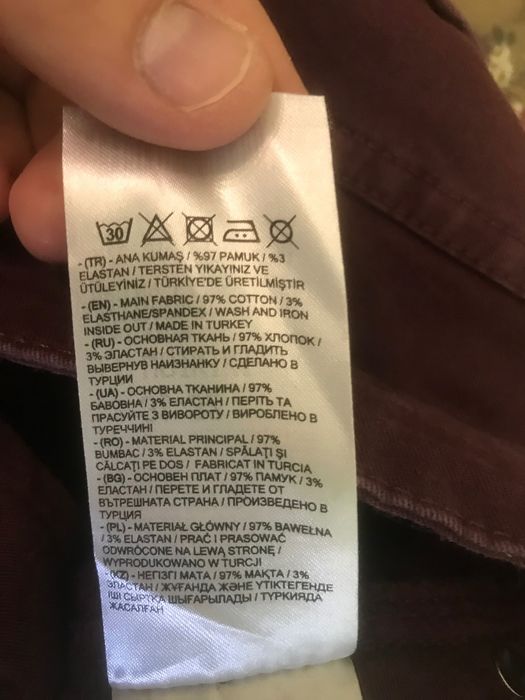 30
-(TR) - ANA KUMAŞ / %97 PAMUK / %3
ELASTAN / TERSTEN YIKAYINIZ VE
ÜTÜLEYİNİZ / TÜRKİYE'DE ÜRETİLMİŞTİR
-(EN) - MAIN FABRIC / 97% COTTON / 3%
ELASTHANE/SPANDEX / WASH AND IRON
INSIDE OUT / MADE IN TURKEY
-(RU) - ОСНОВНАЯ ТКАНЬ / 97% ХЛОПОК /
3% ЭЛАСТАН / СТИРАТЬ И ГЛАДИТЬ
ВЫВЕРНУВ НАИЗНАНКУ / СДЕЛАНО В
ТУРЦИИ
-(UA) - ОСНОВНА ТКАНИНА / 97%
БАВОВНА / 3% ЕЛАСТАН / ПЕРІТЬ ТА
ПРАСУЙТЕ З ВИВОРОТУ / ВИРОБЛЕНО В
ТУРЕЧЧИНІ
-(RO) - MATERIAL PRINCIPAL / 97%
BUMBAC / 3% ELASTAN / SPĂLAŢI ŞI
CĂLCAŢI PE DOS / FABRICAT IN TURCIA
-(BG) - ОСНОВЕН ПЛАТ / 97% ПАМУК / 3%
ЕЛАСТАН / ПЕРЕТЕ И ГЛАДЕТЕ ОТ
ВЪТРЕШНАТА СТРАНА / ПРОИЗВЕДЕНО В
ТУРЦИЯ
-(PL) - MATERIAŁ GŁÓWNY / 97% BAWEŁNA
/ 3% ELASTAN / PRAĆ I PRASOWAĆ
ODWRÓCONE NA LEWĄ STRONĘ /
WYPRODUKOWANO W TURCJI
-(KZ) - НЕГІЗГІ МАТА / 97% МАҚТА / 3%
ЭЛАСТАН / ЖУҒАНДА ЖӘНЕ ҮТІКТЕГЕНДЕ
ІШІ СЫРТҚА ШЫҒАРЫЛАДЫ / ТҮРКИЯДА
ЖАСАЛҒАН